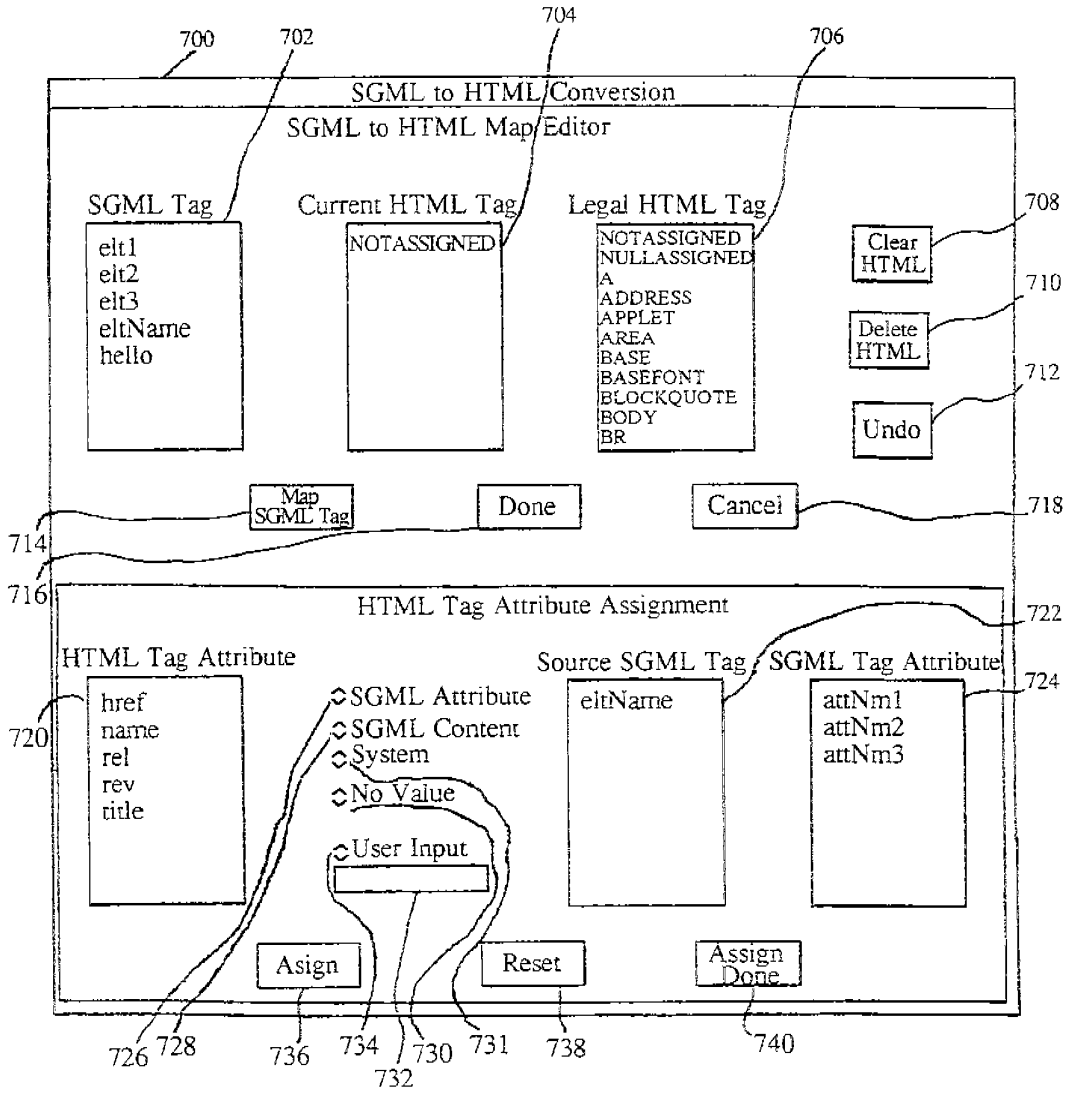 704
700
702
706
SGML to HTML Conversion
SGML to HTML Map Editor
SGML Tag
Current HTML Tag
Legal HTML Tag
elt1
elt2
elt3
eltName
hello
NOTASSIGNED
NOTASSIGNED
NULLASSIGNED
A
ADDRESS
APPLET
AREA
BASE
BASEFONT
BLOCKQUOTE
BODY
BR
Clear
HTML
708
Delete
HTML
710
Undo
712
Map
SGML Tag
Done
Cancel
714
716
718
HTML Tag Attribute Assignment
722
HTML Tag Attribute
href
name
rel
rev
title
720
SGML Attribute
SGML Content
System
No Value
User Input
Source SGML Tag
eltName
SGML Tag Attribute
attNm1
attNm2
attNm3
724
Asign
Reset
Assign
Done
726
728
736
734
732
730
731
738
740